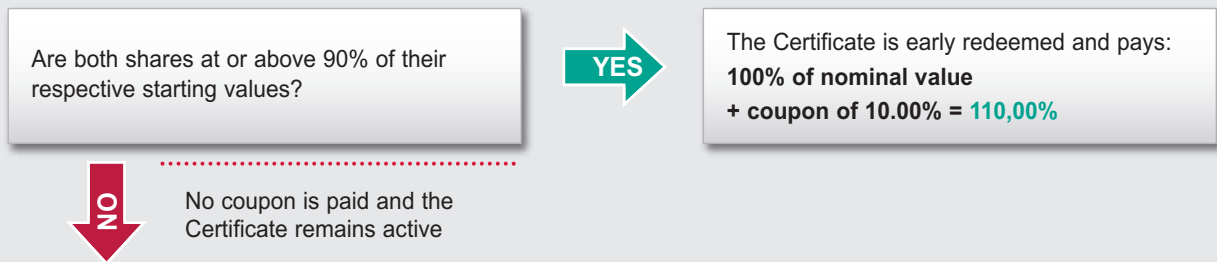 Are both shares at or above 90% of their
respective starting values?
YES
The Certificate is early redeemed and pays:
100% of nominal value
+ coupon of 10.00% = 110,00%
NO
No coupon is paid and the
Certificate remains active